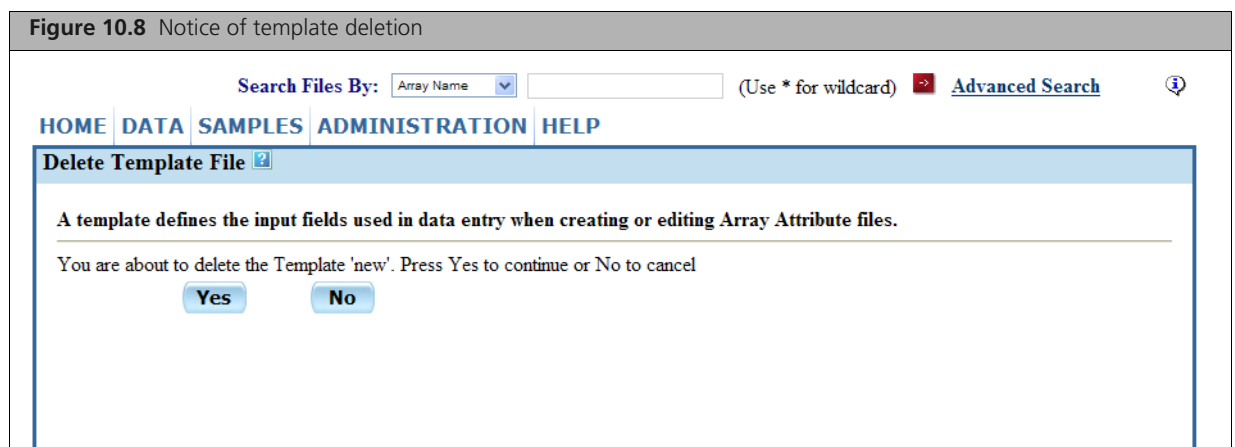 Figure 10.8 Notice of template deletion
Search Files By: Array Name (Use * for wildcard) Advanced Search
HOME DATA SAMPLES ADMINISTRATION HELP
Delete Template File ?
A template defines the input fields used in data entry when creating or editing Array Attribute files.
You are about to delete the Template 'new'. Press Yes to continue or No to cancel
Yes No